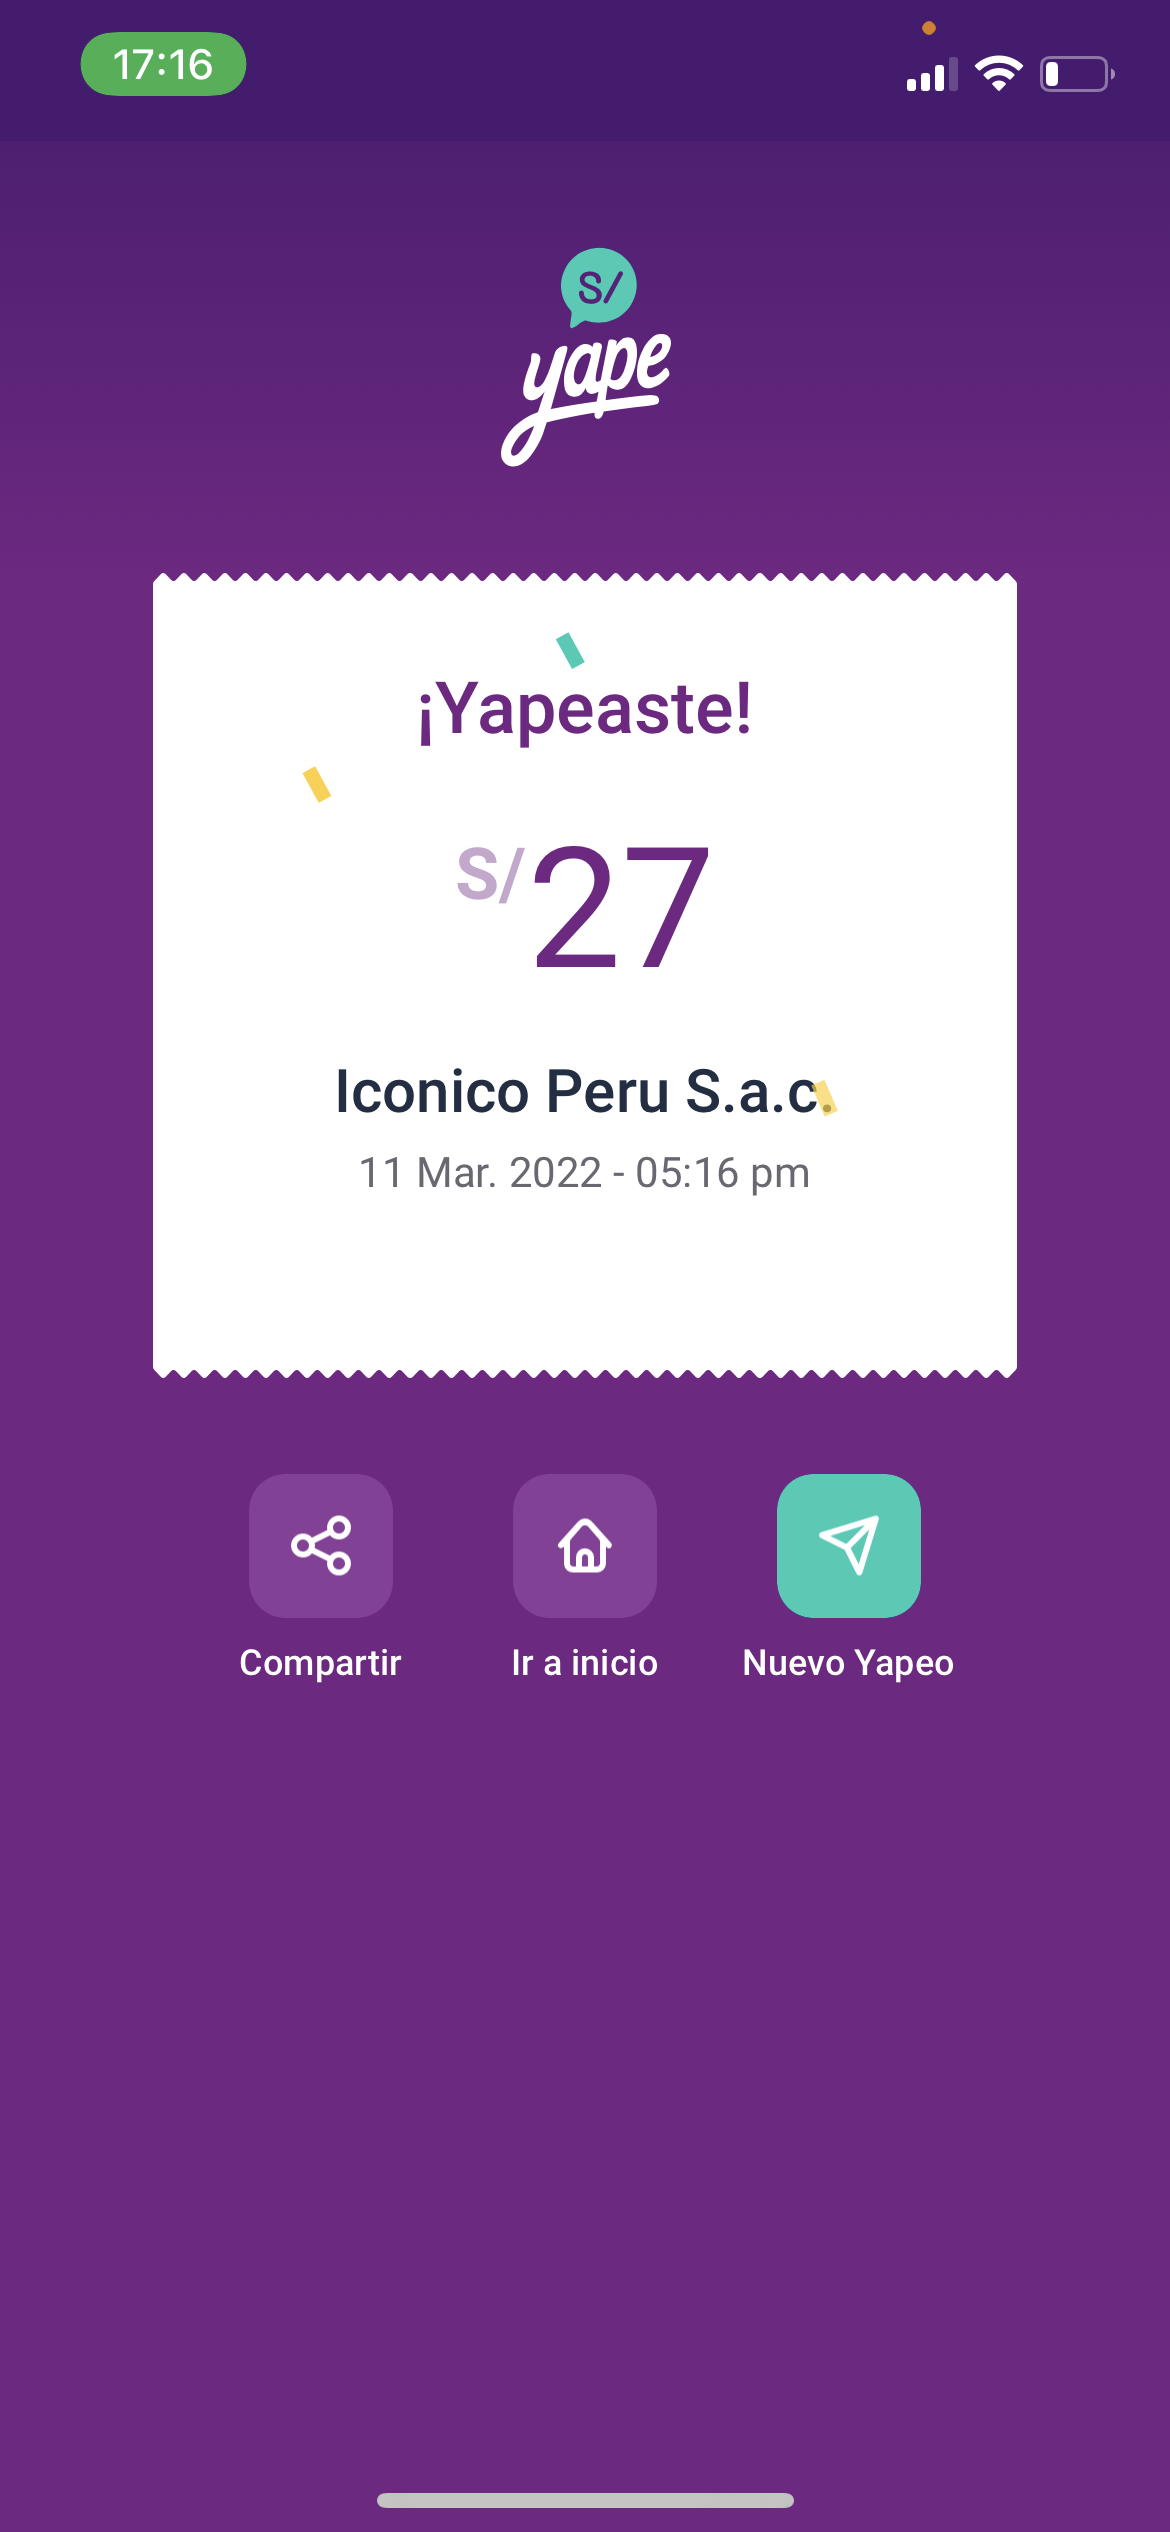 17:16
S/
yape
¡Yapeaste!
S/27
Iconico Peru S.a.c.
11 Mar. 2022 - 05:16 pm
Compartir
Ir a inicio
Nuevo Yapeo